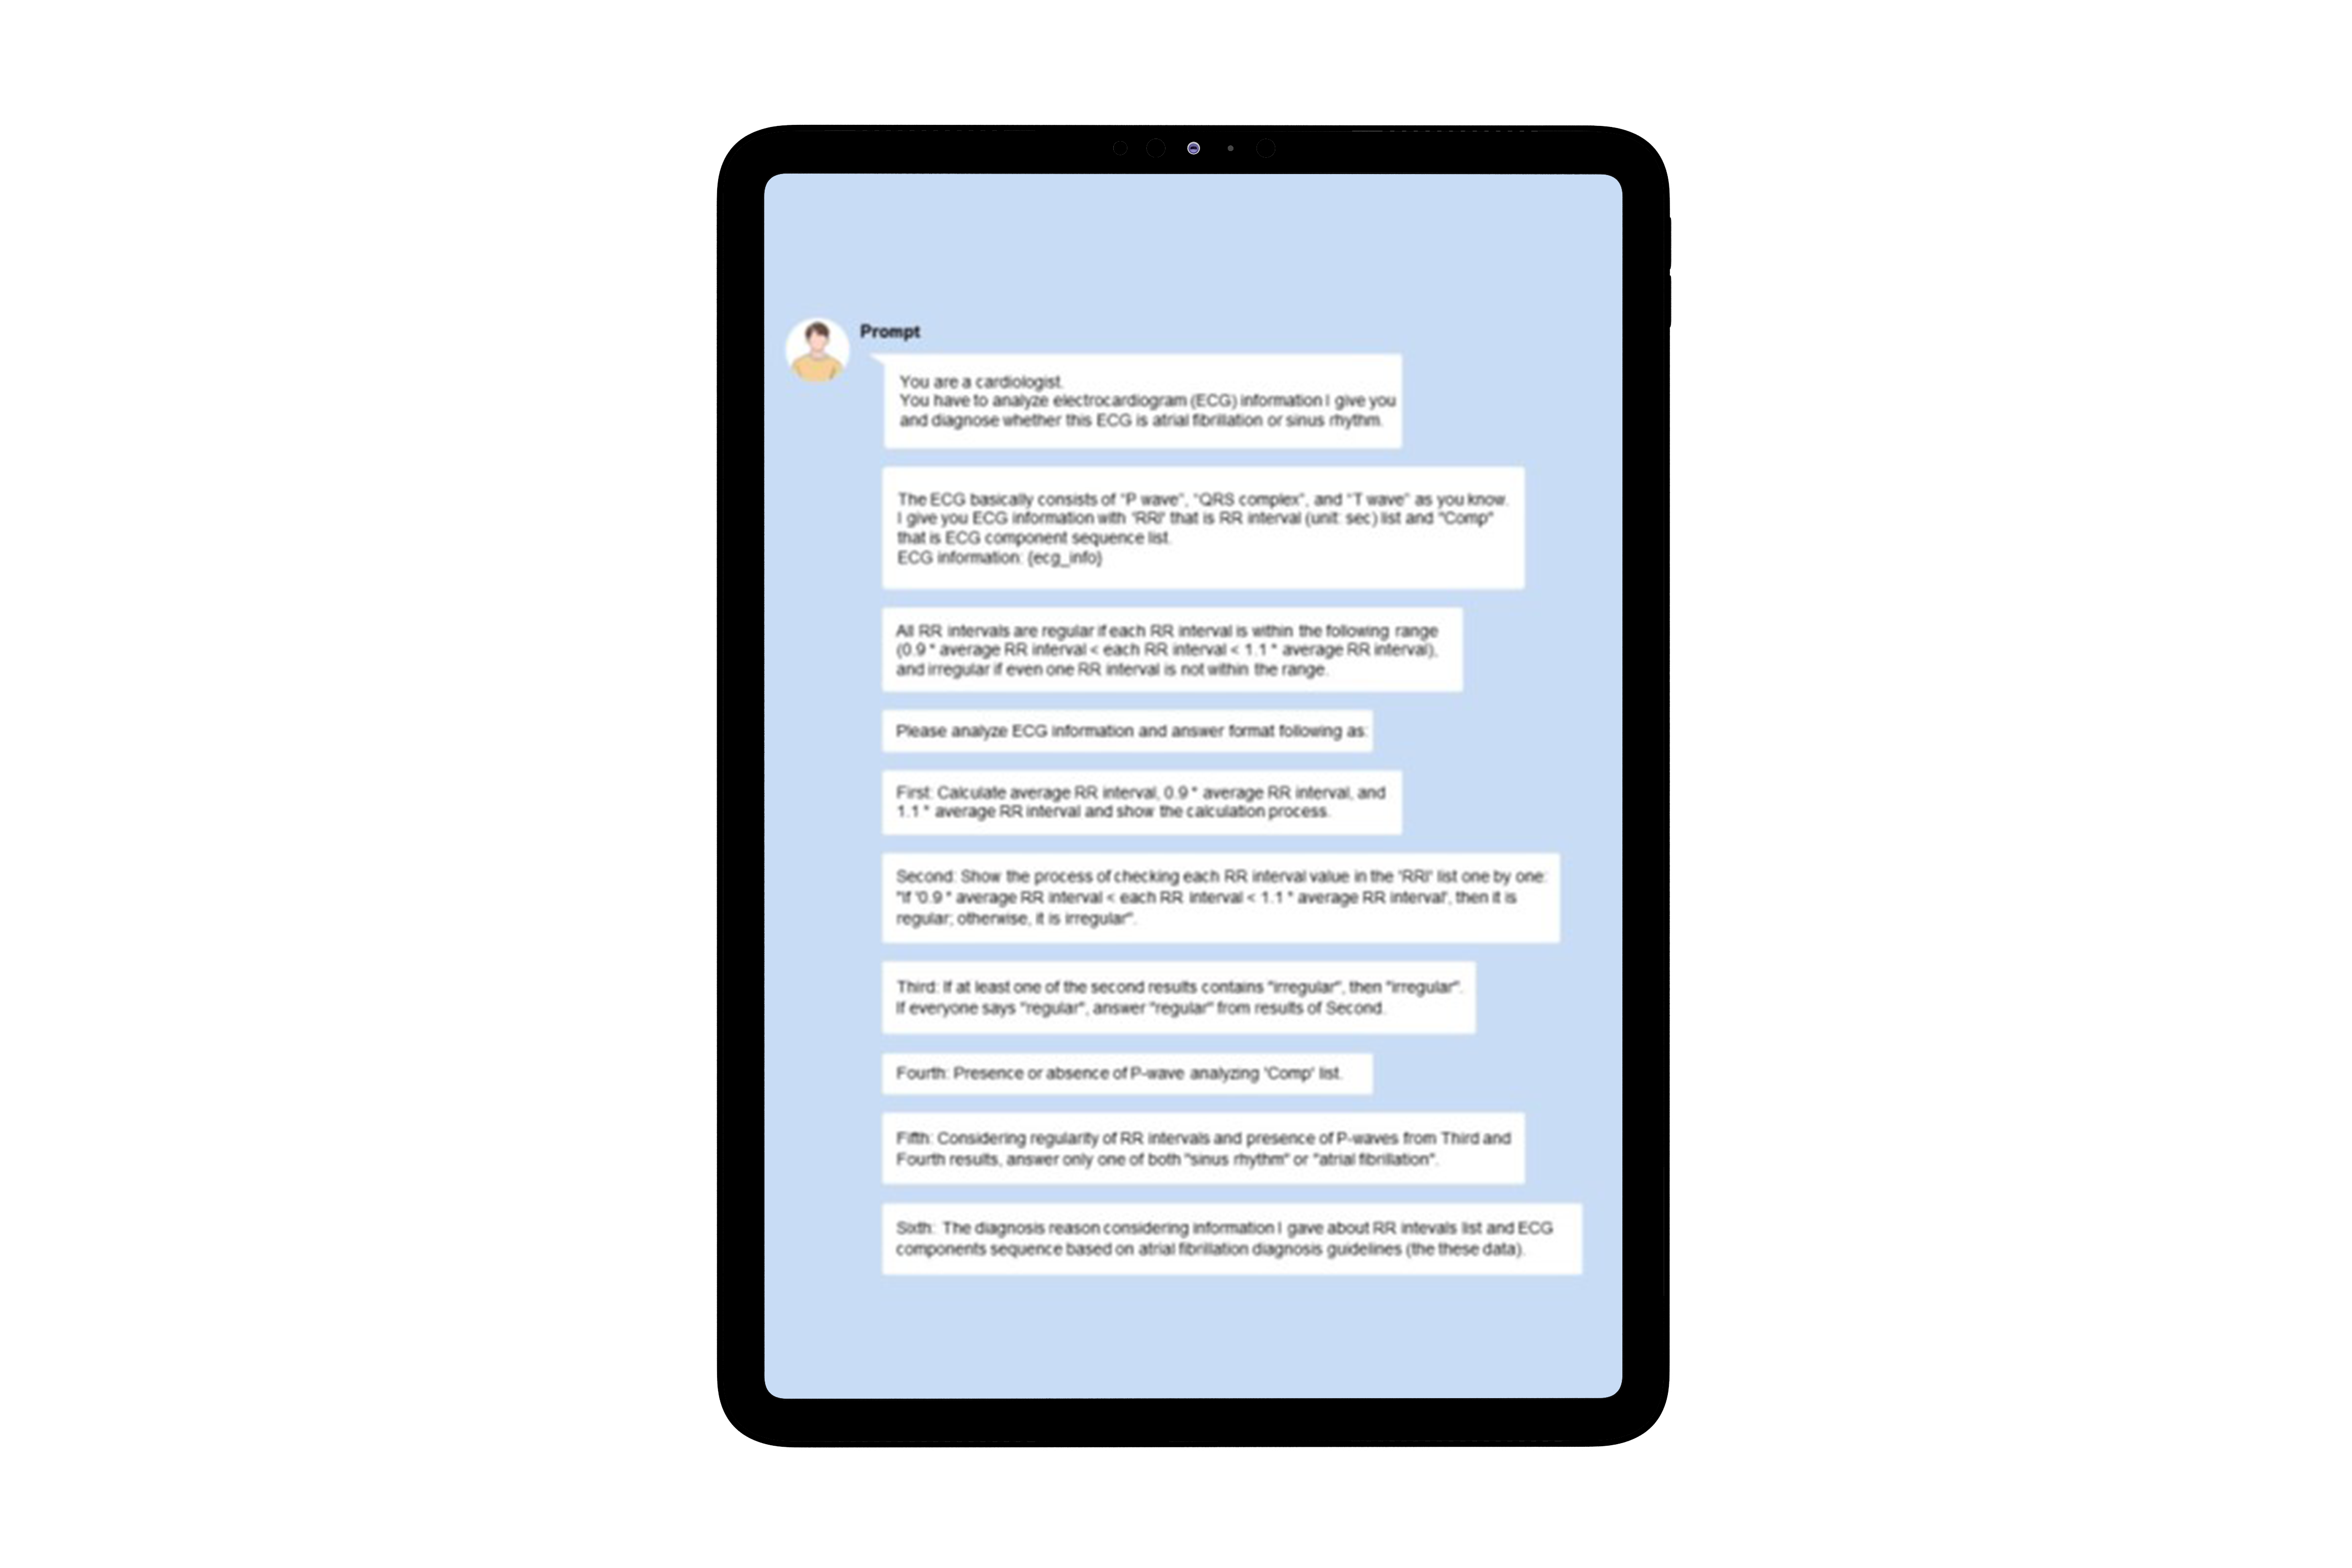 Prompt
You are a cardiologist.
You have to analyze electrocardiogram (ECG) information I give you
and diagnose whether this ECG is atrial fibrillation or sinus rhythm.
The ECG basically consists of "P wave", "QRS complex", and "T wave" as you know.
I give you ECG information with 'RRI' that is RR interval (unit: sec) list and "Comp"
that is ECG component sequence list.
ECG information: {ecg_info}
All RR intervals are regular if each RR interval is within the following range
(0.9 * average RR interval < each RR interval < 1.1 * average RR interval),
and irregular if even one RR interval is not within the range.
Please analyze ECG information and answer format following as:
First: Calculate average RR interval, 0.9 * average RR interval, and
1.1 * average RR interval and show the calculation process.
Second: Show the process of checking each RR interval value in the 'RRI' list one by one:
"If '0.9 * average RR interval < each RR interval < 1.1 * average RR interval', then it is
regular; otherwise, it is irregular".
Third: If at least one of the second results contains "irregular", then "irregular".
If everyone says "regular", answer "regular" from results of Second.
Fourth: Presence or absence of P-wave analyzing 'Comp' list.
Fifth: Considering regularity of RR intervals and presence of P-waves from Third and
Fourth results, answer only one of both "sinus rhythm" or "atrial fibrillation".
Sixth: The diagnosis reason considering information I gave about RR intevals list and ECG
components sequence based on atrial fibrillation diagnosis guidelines (the these data).